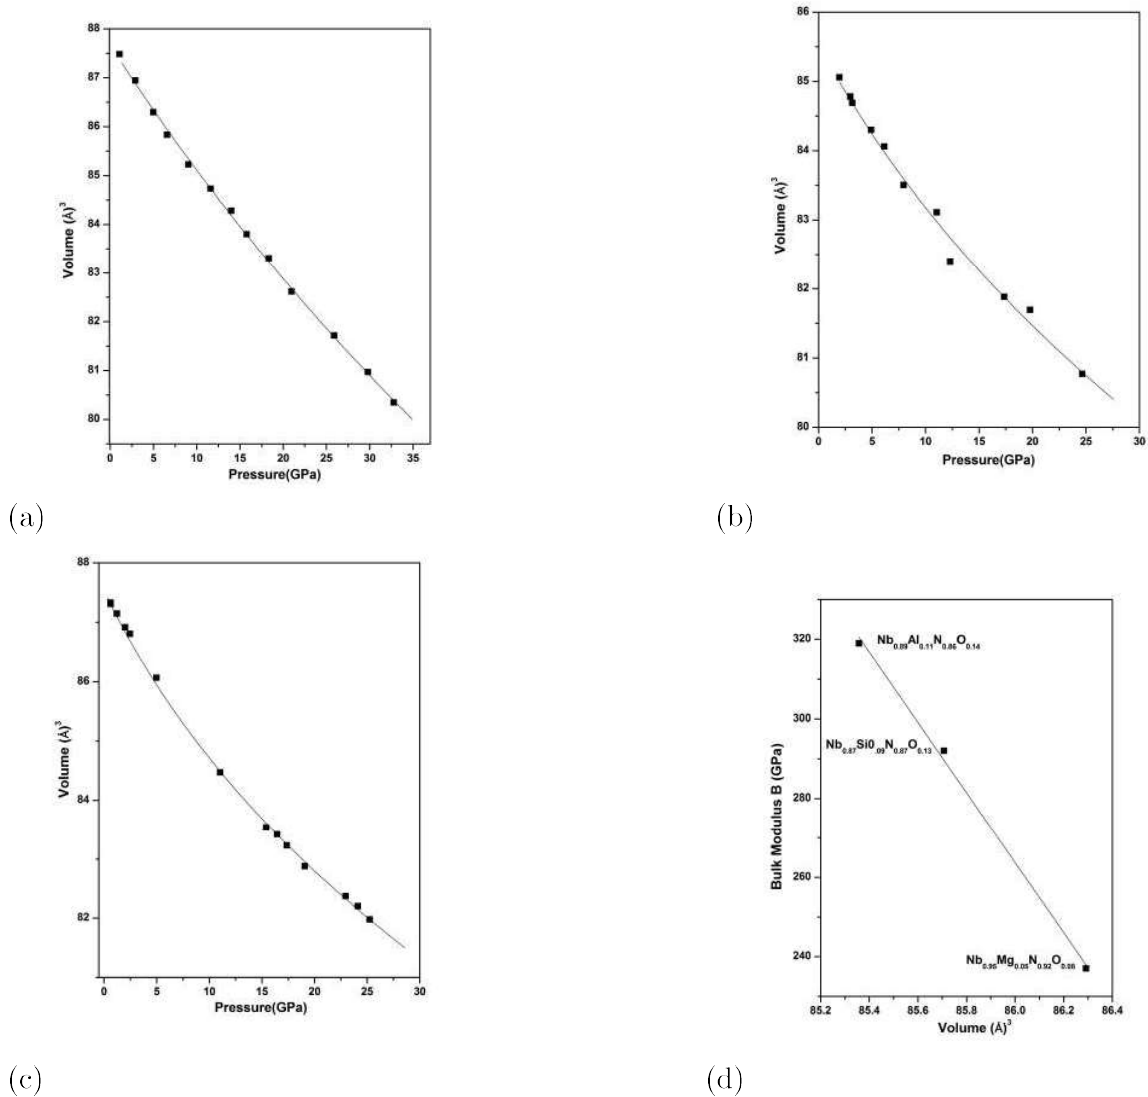 88
87
86
85
84
83
82
81
80
Volume (Å)³
0 5 10 15 20 25 30 35
Pressure(GPa)
(a)
86
85
84
83
82
81
80
Volume (Å)³
0 5 10 15 20 25 30
Pressure(GPa)
(b)
88
86
84
82
Volume (Å)³
0 5 10 15 20 25 30
Pressure(GPa)
(c)
320
300
280
260
240
Bulk Modulus B (GPa)
Nb₀.₈₉Al₀.₁₁N₀.₈₆O₀.₁₄
Nb₀.₈₇Si0.₀₉N₀.₈₇O₀.₁₃
Nb₀.₉₅Mg₀.₀₅N₀.₉₂O₀.₀₈
85.2 85.4 85.6 85.8 86.0 86.2 86.4
Volume (Å)³
(d)